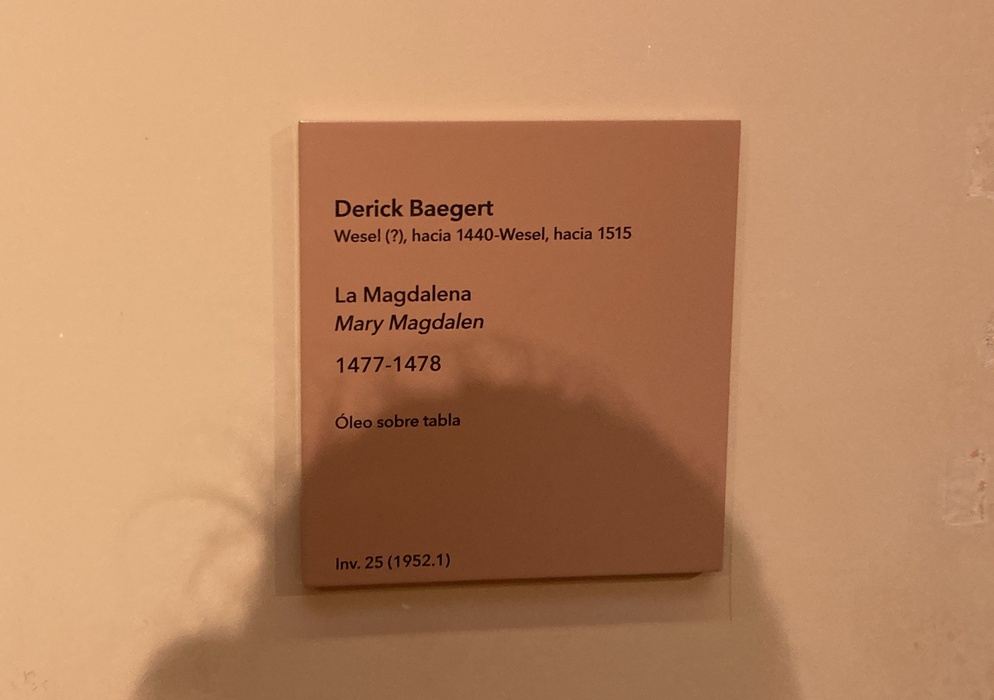 Derick Baegert
Wesel (?), hacia 1440-Wesel, hacia 1515
La Magdalena
Mary Magdalen
1477-1478
Óleo sobre tabla
Inv. 25 (1952.1)